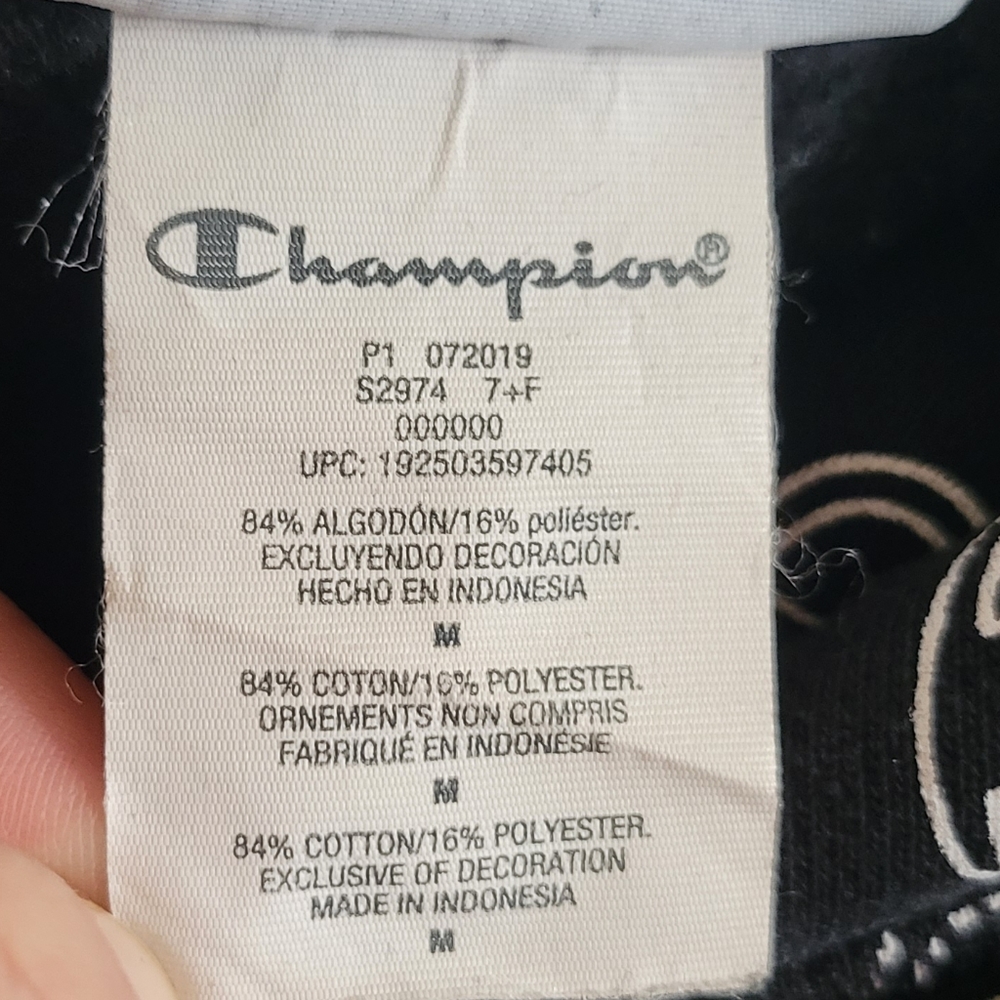 Champion®
P1 072019
S2974 7+F
000000
UPC: 192503597405
84% ALGODÓN/16% poliéster.
EXCLUYENDO DECORACIÓN
HECHO EN INDONESIA
M
84% COTON/16% POLYESTER.
ORNEMENTS NON COMPRIS
FABRIQUÉ EN INDONÉSIE
M
84% COTTON/16% POLYESTER.
EXCLUSIVE OF DECORATION
MADE IN INDONESIA
M